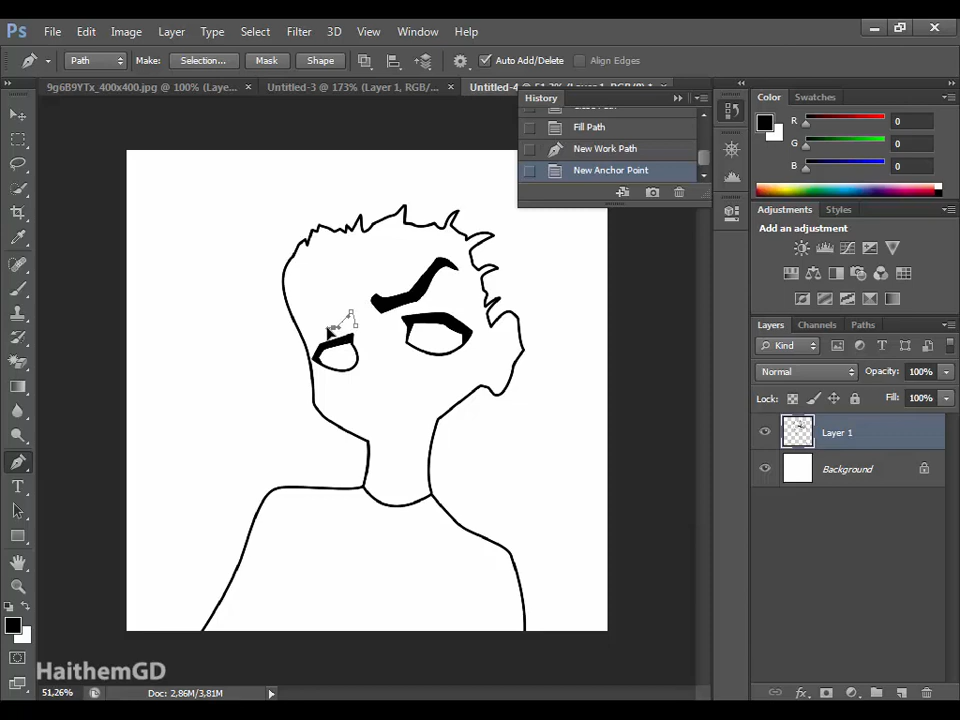 Ps File Edit Image Layer Type Select Filter 3D View Window Help
Path Make: Selection... Mask Shape Auto Add/Delete Align Edges
9g6B9YTx_400x400.jpg @ 100% (Laye... × Untitled-3 @ 173% (Layer 1, RGB/... × Untitled-4
History
Fill Path
New Work Path
New Anchor Point
Color Swatches
R 0
G 0
B 0
Adjustments Styles
Add an adjustment
Layers Channels Paths
Kind
Normal Opacity: 100%
Lock: Fill: 100%
Layer 1
Background
T
fx
HaithemGD
51,26% Doc: 2,86M/3,81M